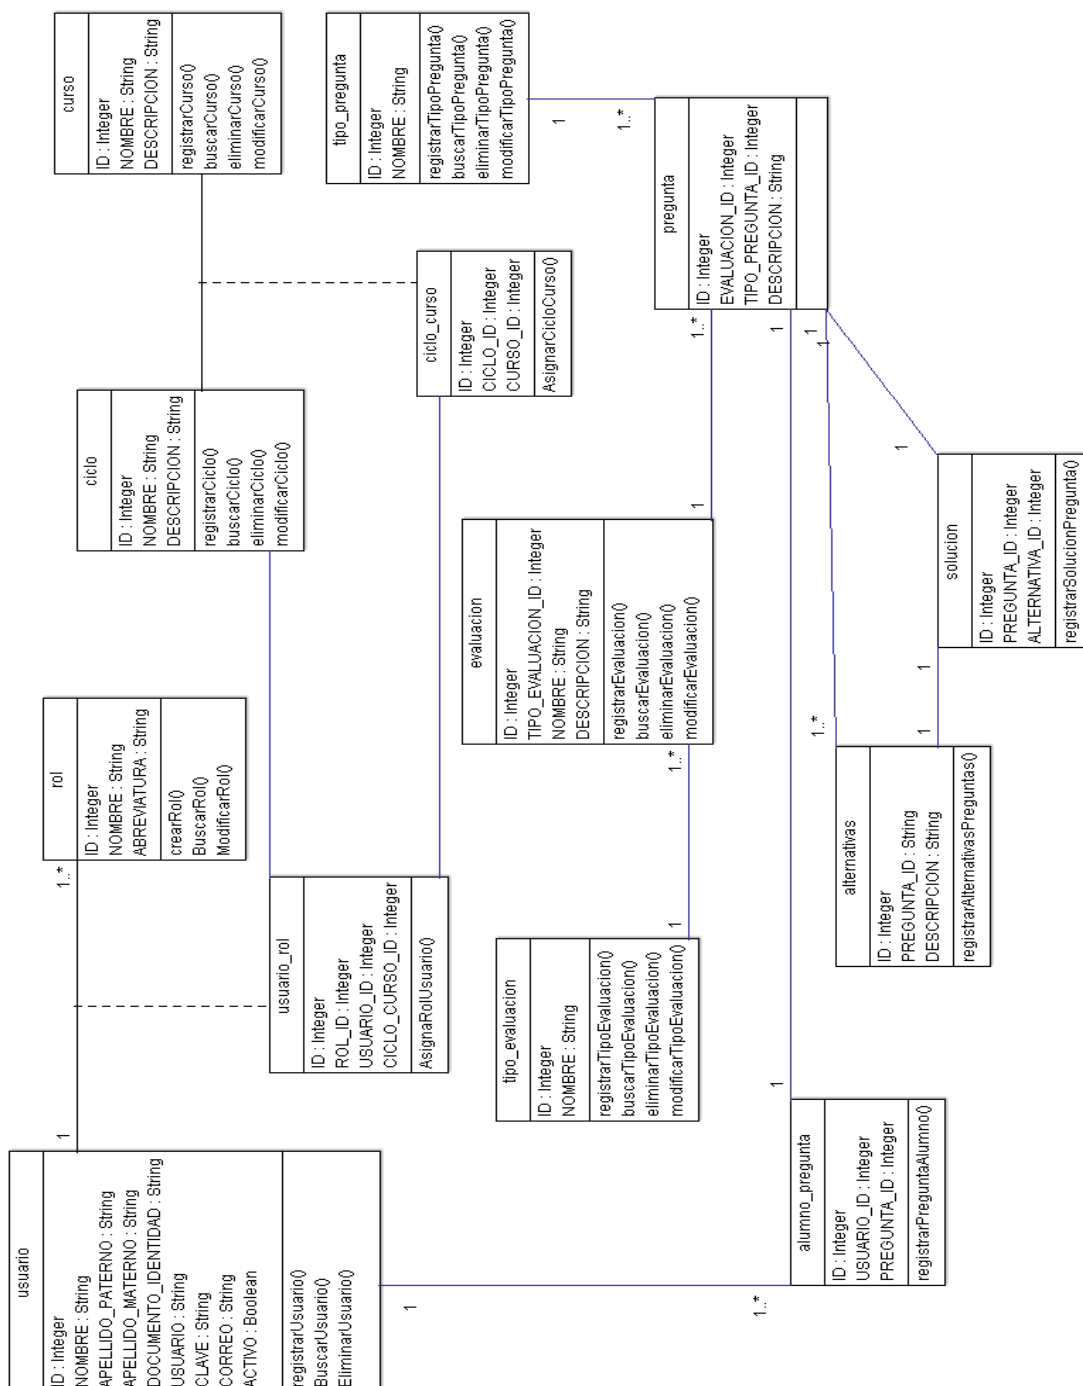 usuario
ID : Integer
NOMBRE : String
APELLIDO_PATERNO : String
APELLIDO_MATERNO : String
DOCUMENTO_IDENTIDAD : String
USUARIO : String
CLAVE : String
CORREO : String
ACTIVO : Boolean
registrarUsuario()
BuscarUsuario()
EliminarUsuario()
1
1..*
rol
ID : Integer
NOMBRE : String
ABREVIATURA : String
crearRol()
BuscarRol()
ModificarRol()
ciclo
ID : Integer
NOMBRE : String
DESCRIPCION : String
registrarCiclo()
buscarCiclo()
eliminarCiclo()
modificarCiclo()
curso
ID : Integer
NOMBRE : String
DESCRIPCION : String
registrarCurso()
buscarCurso()
eliminarCurso()
modificarCurso()
usuario_rol
ID : Integer
ROL_ID : Integer
USUARIO_ID : Integer
CICLO_CURSO_ID : Integer
AsignaRolUsuario()
ciclo_curso
ID : Integer
CICLO_ID : Integer
CURSO_ID : Integer
AsignarCicloCurso()
tipo_pregunta
ID : Integer
NOMBRE : String
registrarTipoPregunta()
buscarTipoPregunta()
eliminarTipoPregunta()
modificarTipoPregunta()
1
1..*
tipo_evaluacion
ID : Integer
NOMBRE : String
registrarTipoEvaluacion()
buscarTipoEvaluacion()
eliminarTipoEvaluacion()
modificarTipoEvaluacion()
1
1..*
evaluacion
ID : Integer
TIPO_EVALUACION_ID : Integer
NOMBRE : String
DESCRIPCION : String
registrarEvaluacion()
buscarEvaluacion()
eliminarEvaluacion()
modificarEvaluacion()
1
1..*
pregunta
ID : Integer
EVALUACION_ID : Integer
TIPO_PREGUNTA_ID : Integer
DESCRIPCION : String
1
1..*
alumno_pregunta
ID : Integer
USUARIO_ID : Integer
PREGUNTA_ID : Integer
registrarPreguntaAlumno()
1
1
1..*
1
alternativas
ID : Integer
PREGUNTA_ID : String
DESCRIPCION : String
registrarAlternativasPreguntas()
1
1
1
1
solucion
ID : Integer
PREGUNTA_ID : Integer
ALTERNATIVA_ID : Integer
registrarSolucionPregunta()